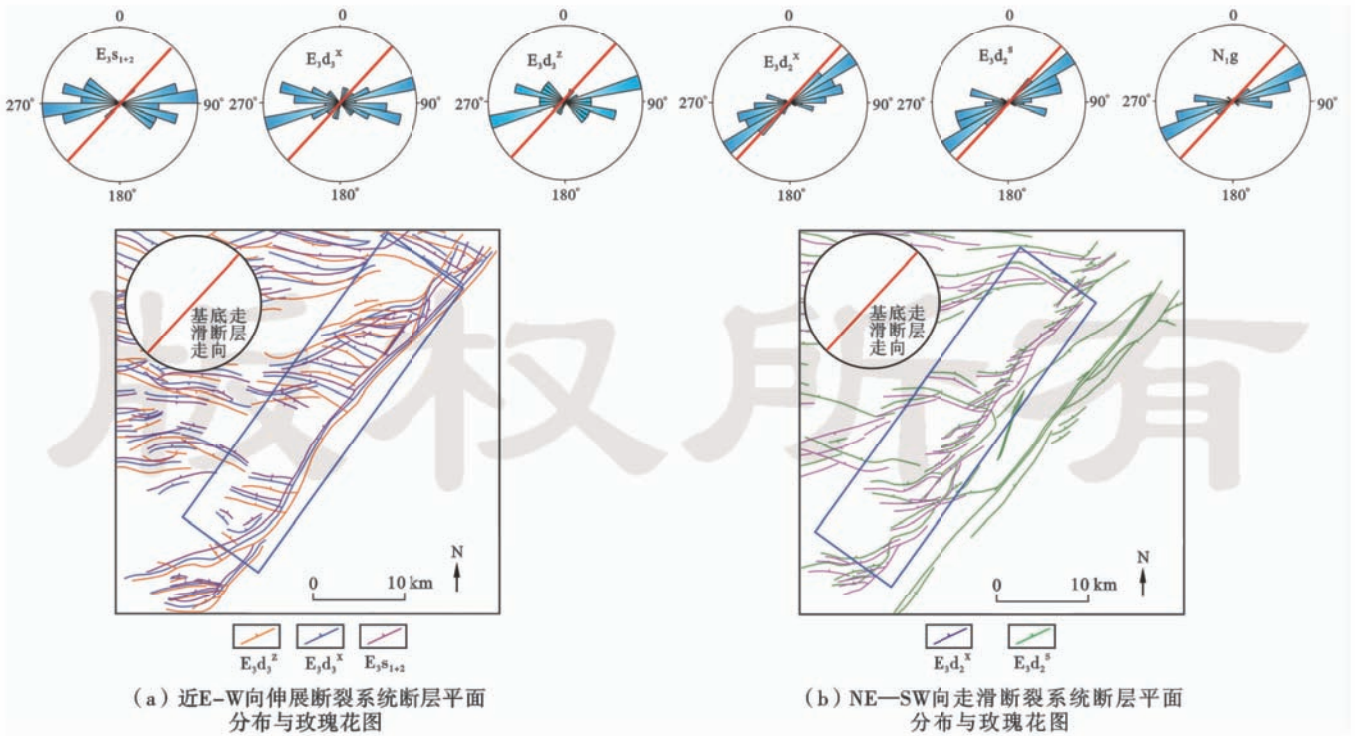 0
0
0
0
0
0
E₃s₁₊₂
E₃d₃ˣ
E₃d₃ᶻ
E₃d₂ˣ
E₃d₂ˢ
N₁g
270°
90°
270°
90°
270°
90°
270°
90°
270°
90°
270°
90°
180°
180°
180°
180°
180°
180°
基底走
滑断层
走向
N
0 10 km
E₃d₃ᶻ E₃d₃ˣ E₃s₁₊₂
(a)近E-W向伸展断裂系统断层平面
分布与玫瑰花图
基底走
滑断层
走向
N
0 10 km
E₃d₂ˣ E₃d₂ˢ
(b)NE—SW向走滑断裂系统断层平面
分布与玫瑰花图
版权所有